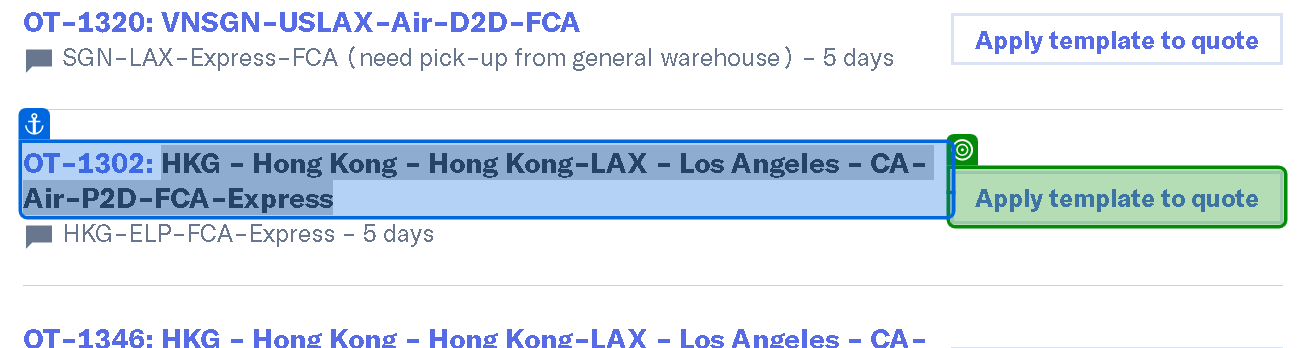 OT-1320: VNSGN-USLAX-Air-D2D-FCA
SGN-LAX-Express-FCA (need pick-up from general warehouse) - 5 days
Apply template to quote
OT-1302: HKG - Hong Kong - Hong Kong-LAX - Los Angeles - CA-
Air-P2D-FCA-Express
Apply template to quote
HKG-ELP-FCA-Express - 5 days
OT-1346: HKG - Hong Kong - Hong Kong-LAX - Los Angeles - CA-